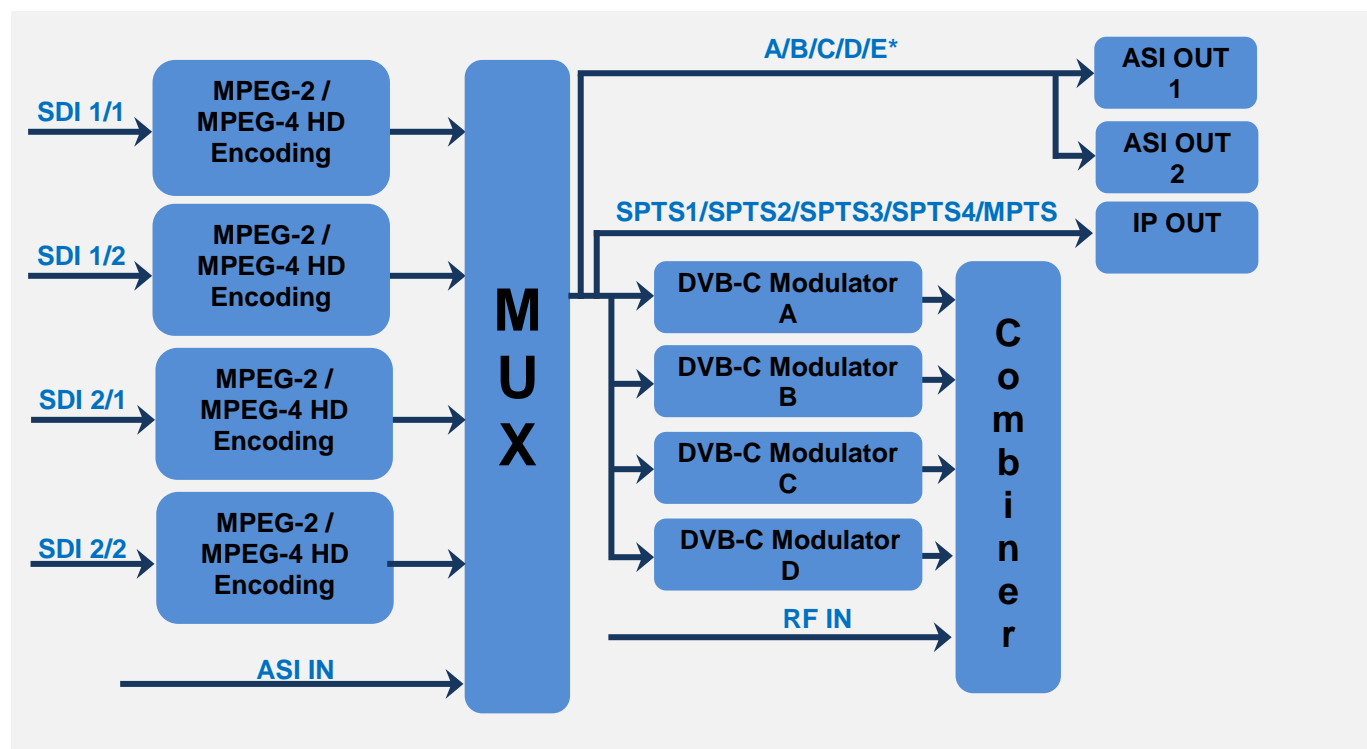 SDI 1/1
MPEG-2 /
MPEG-4 HD
Encoding
SDI 1/2
MPEG-2 /
MPEG-4 HD
Encoding
SDI 2/1
MPEG-2 /
MPEG-4 HD
Encoding
SDI 2/2
MPEG-2 /
MPEG-4 HD
Encoding
ASI IN
M
U
X
A/B/C/D/E*
ASI OUT
1
ASI OUT
2
SPTS1/SPTS2/SPTS3/SPTS4/MPTS
IP OUT
DVB-C Modulator
A
DVB-C Modulator
B
DVB-C Modulator
C
DVB-C Modulator
D
RF IN
C
o
m
b
i
n
e
r